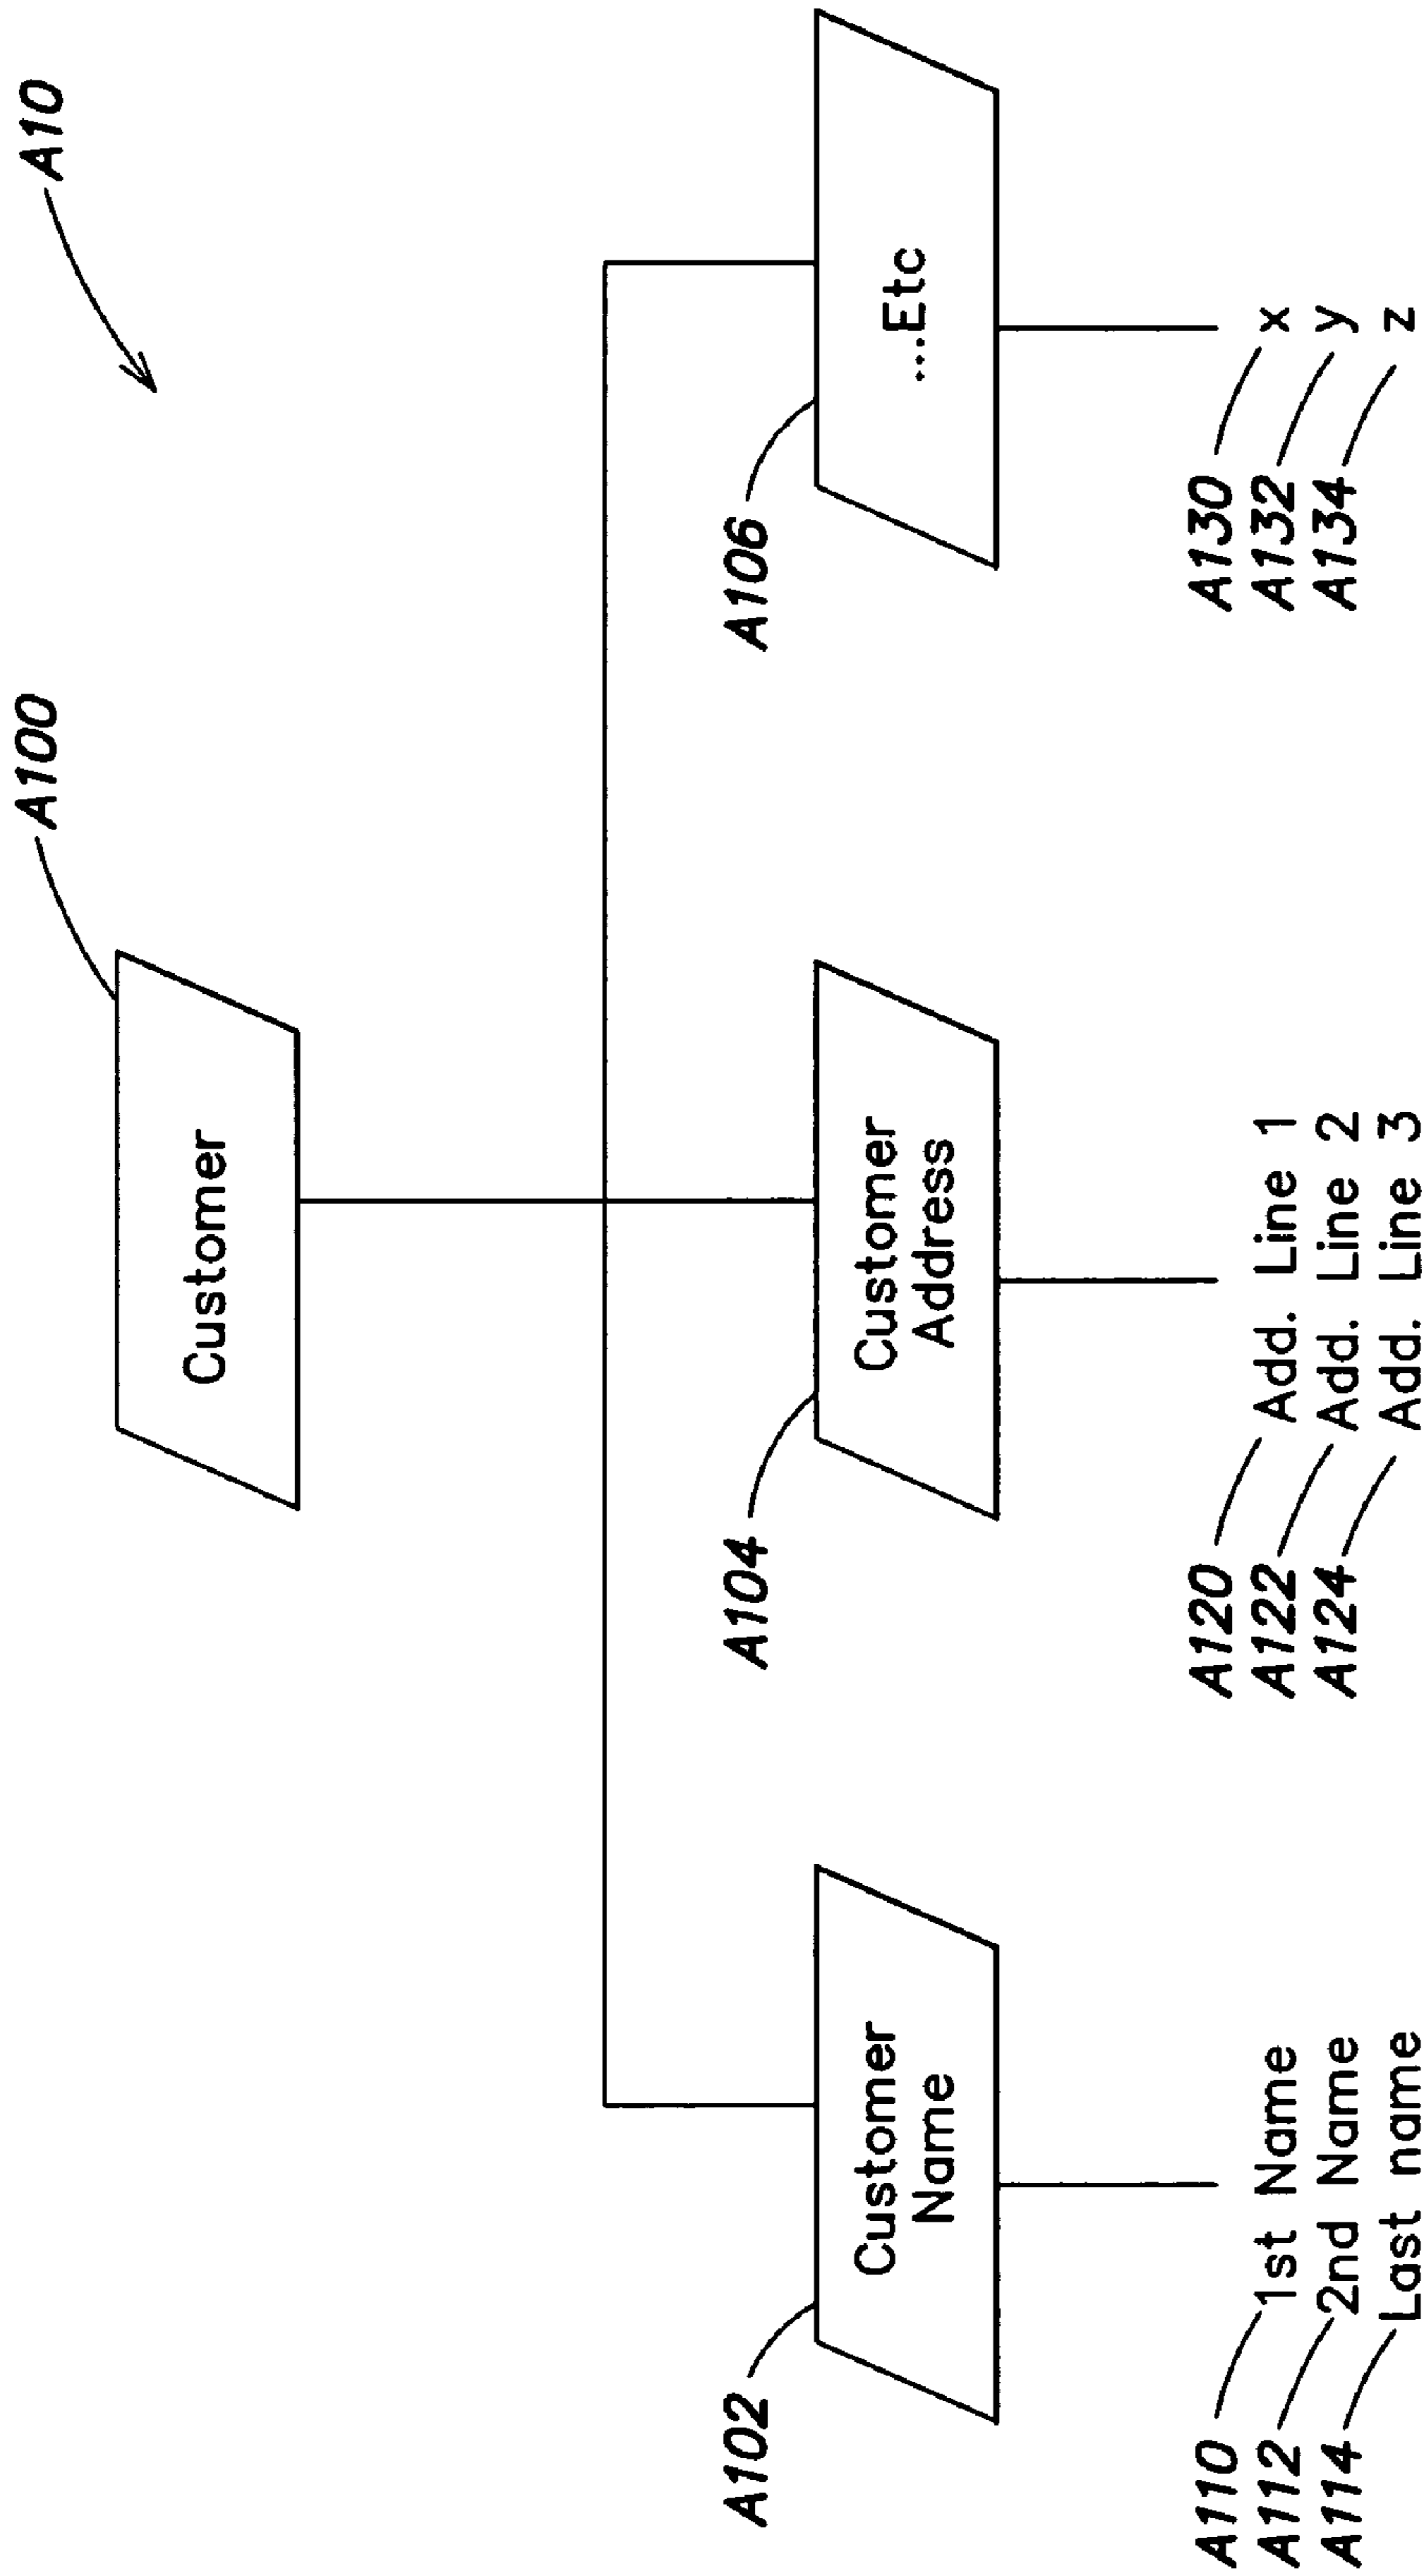 A10
A100
Customer
A102
Customer
Name
A104
Customer
Address
A106
...Etc
A110 1st Name
A112 2nd Name
A114 Last name
A120 Add. Line 1
A122 Add. Line 2
A124 Add. Line 3
A130 x
A132 y
A134 z